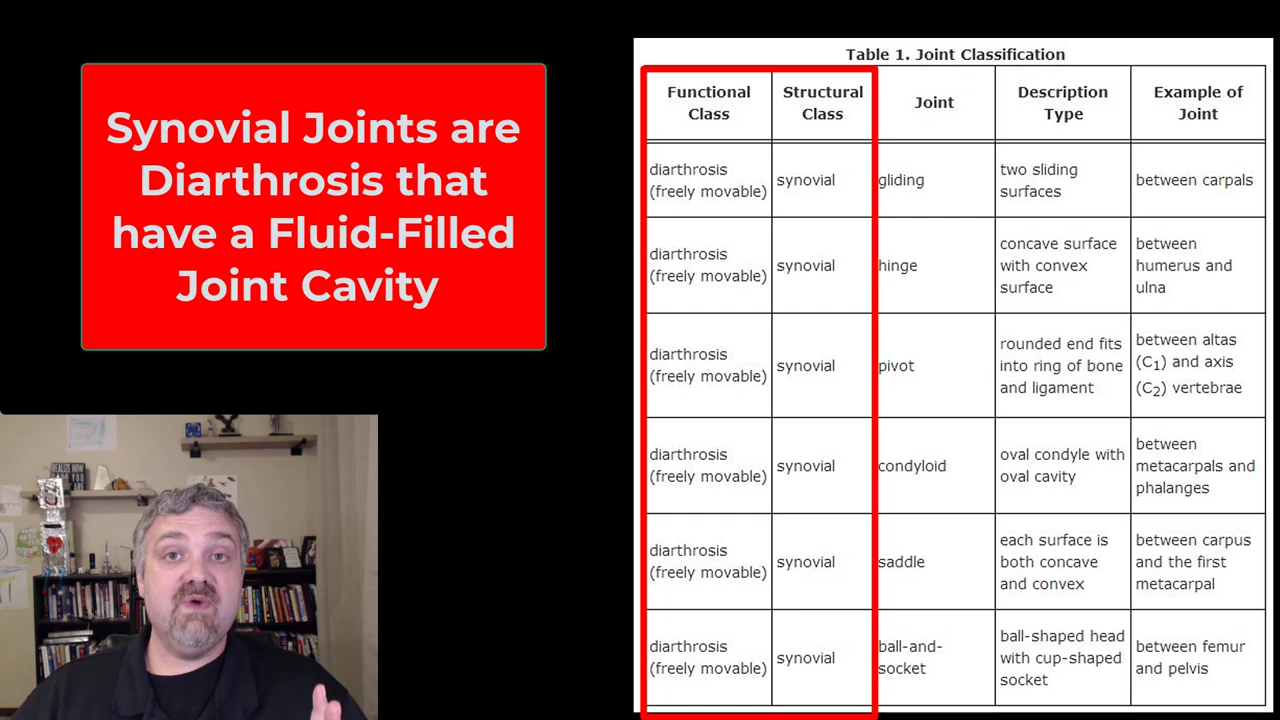 Synovial Joints are
Diarthrosis that
have a Fluid-Filled
Joint Cavity
Table 1. Joint Classification
Functional Class Structural Class Joint Description Type Example of Joint
diarthrosis (freely movable) synovial gliding two sliding surfaces between carpals
diarthrosis (freely movable) synovial hinge concave surface with convex surface between humerus and ulna
diarthrosis (freely movable) synovial pivot rounded end fits into ring of bone and ligament between altas (C1) and axis (C2) vertebrae
diarthrosis (freely movable) synovial condyloid oval condyle with oval cavity between metacarpals and phalanges
diarthrosis (freely movable) synovial saddle each surface is both concave and convex between carpus and the first metacarpal
diarthrosis (freely movable) synovial ball-and-socket ball-shaped head with cup-shaped socket between femur and pelvis